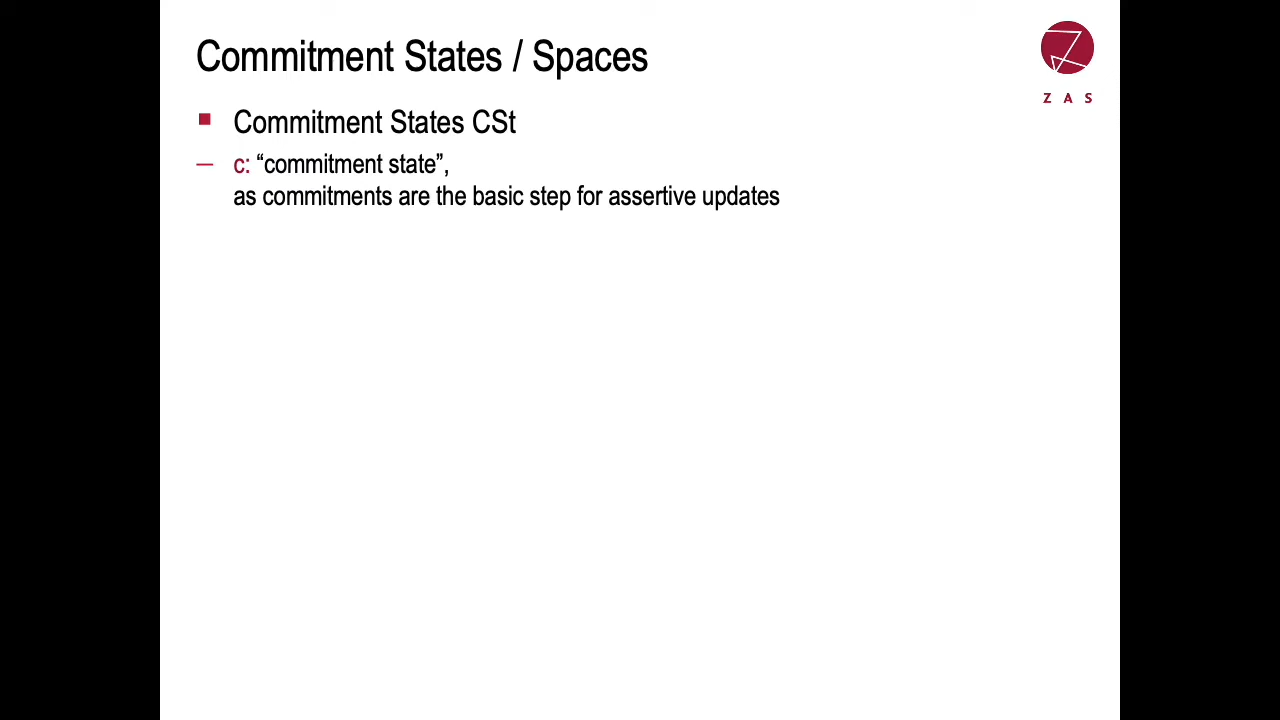 Commitment States / Spaces
Z A S
Commitment States CSt
– c: “commitment state”,
as commitments are the basic step for assertive updates